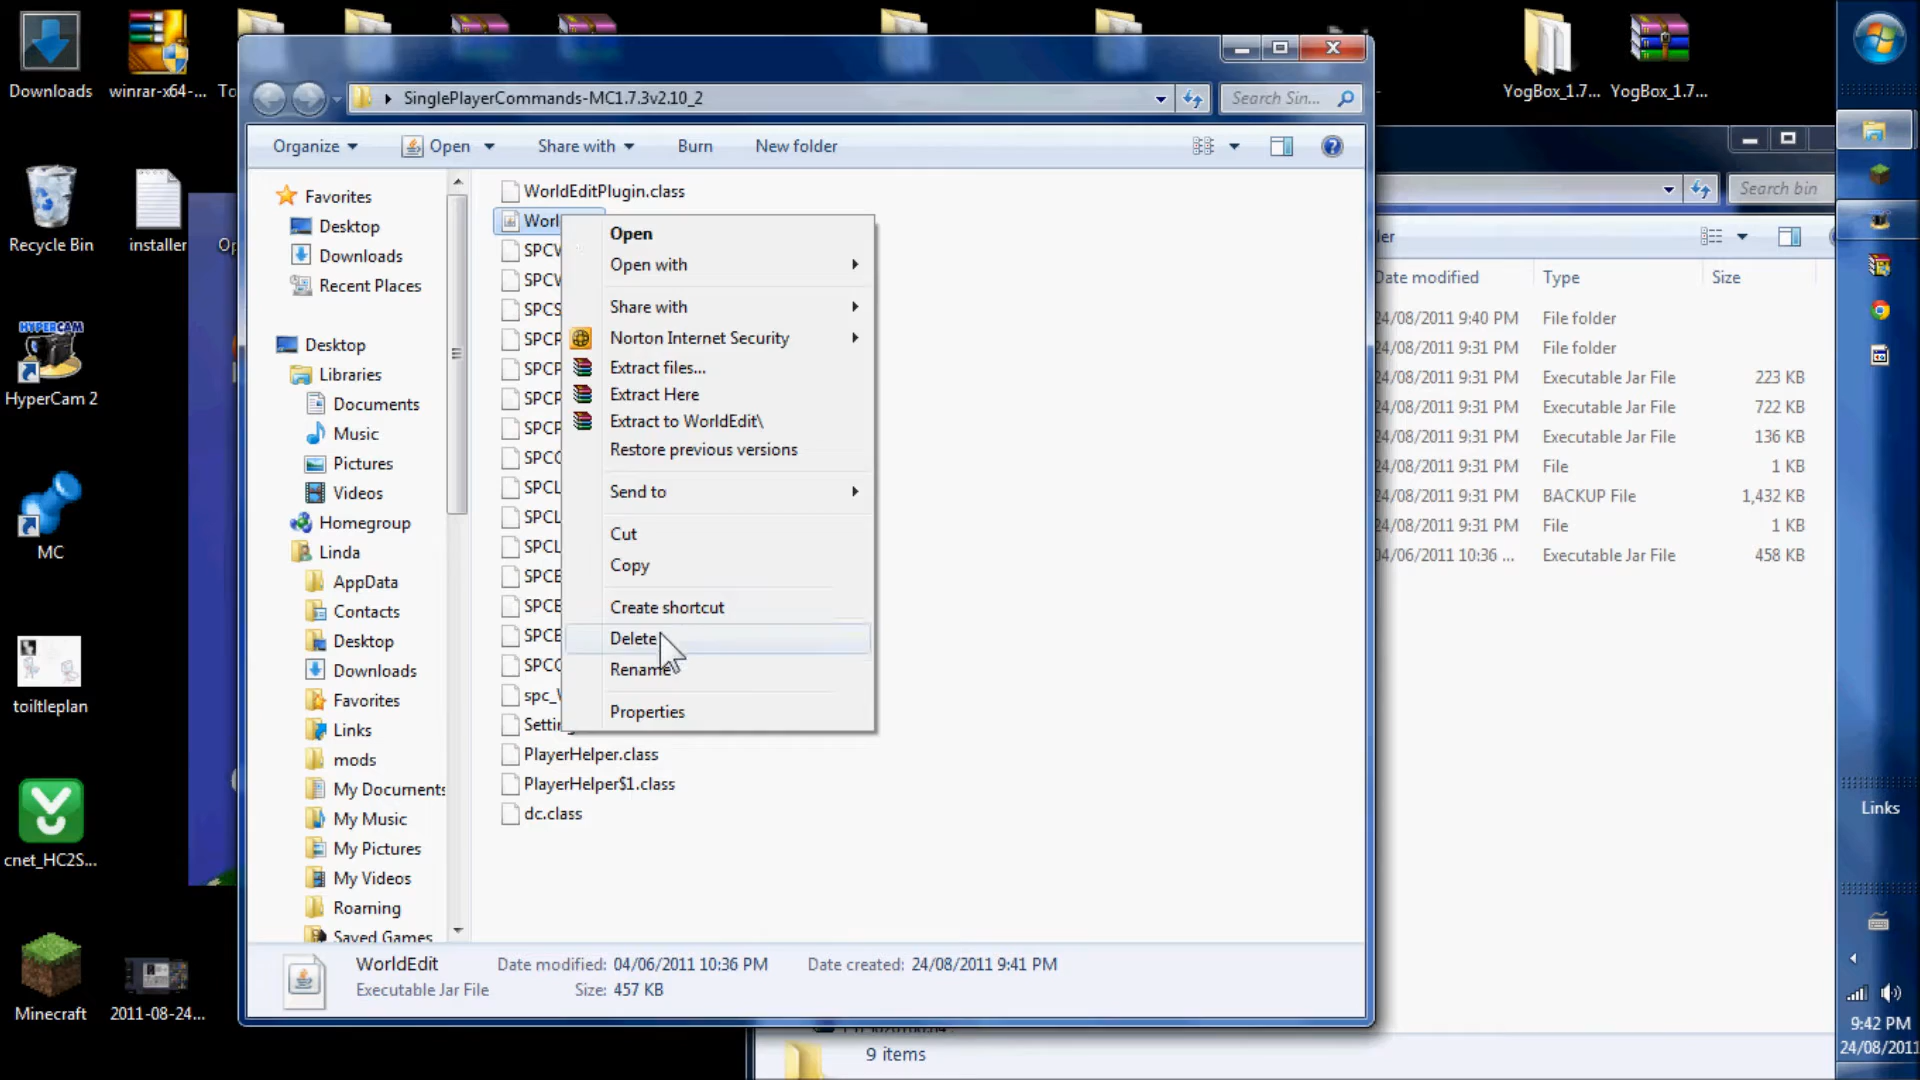 Downloads
winrar-x64-...
To
YogBox_1.7...
YogBox_1.7...
SinglePlayerCommands-MC1.7.3v2.10_2
Search Sin...
Organize
Open
Share with
Burn
New folder
Search bin
Recycle Bin
installer
Op
HYPERCAM
HyperCam 2
MC
toiltleplan
cnet_HC2S...
Minecraft
2011-08-24...
Favorites
Desktop
Downloads
Recent Places
Desktop
Libraries
Documents
Music
Pictures
Videos
Homegroup
Linda
AppData
Contacts
Desktop
Downloads
Favorites
Links
mods
My Documents
My Music
My Pictures
My Videos
Roaming
Saved Games
WorldEditPlugin.class
Worl
SPCV
SPCV
SPCS
SPCP
SPCP
SPCP
SPCP
SPCC
SPCL
SPCL
SPCL
SPCE
SPCE
SPCE
SPCC
spc_V
Setting
PlayerHelper.class
PlayerHelper$1.class
dc.class
Open
Open with
Share with
Norton Internet Security
Extract files...
Extract Here
Extract to WorldEdit\
Restore previous versions
Send to
Cut
Copy
Create shortcut
Delete
Rename
Properties
ler
Date modified Type Size
24/08/2011 9:40 PM File folder
24/08/2011 9:31 PM File folder
24/08/2011 9:31 PM Executable Jar File 223 KB
24/08/2011 9:31 PM Executable Jar File 722 KB
24/08/2011 9:31 PM Executable Jar File 136 KB
24/08/2011 9:31 PM File 1 KB
24/08/2011 9:31 PM BACKUP File 1,432 KB
24/08/2011 9:31 PM File 1 KB
04/06/2011 10:36 ... Executable Jar File 458 KB
WorldEdit Date modified: 04/06/2011 10:36 PM Date created: 24/08/2011 9:41 PM
Executable Jar File Size: 457 KB
9 items
Links
9:42 PM
24/08/2011